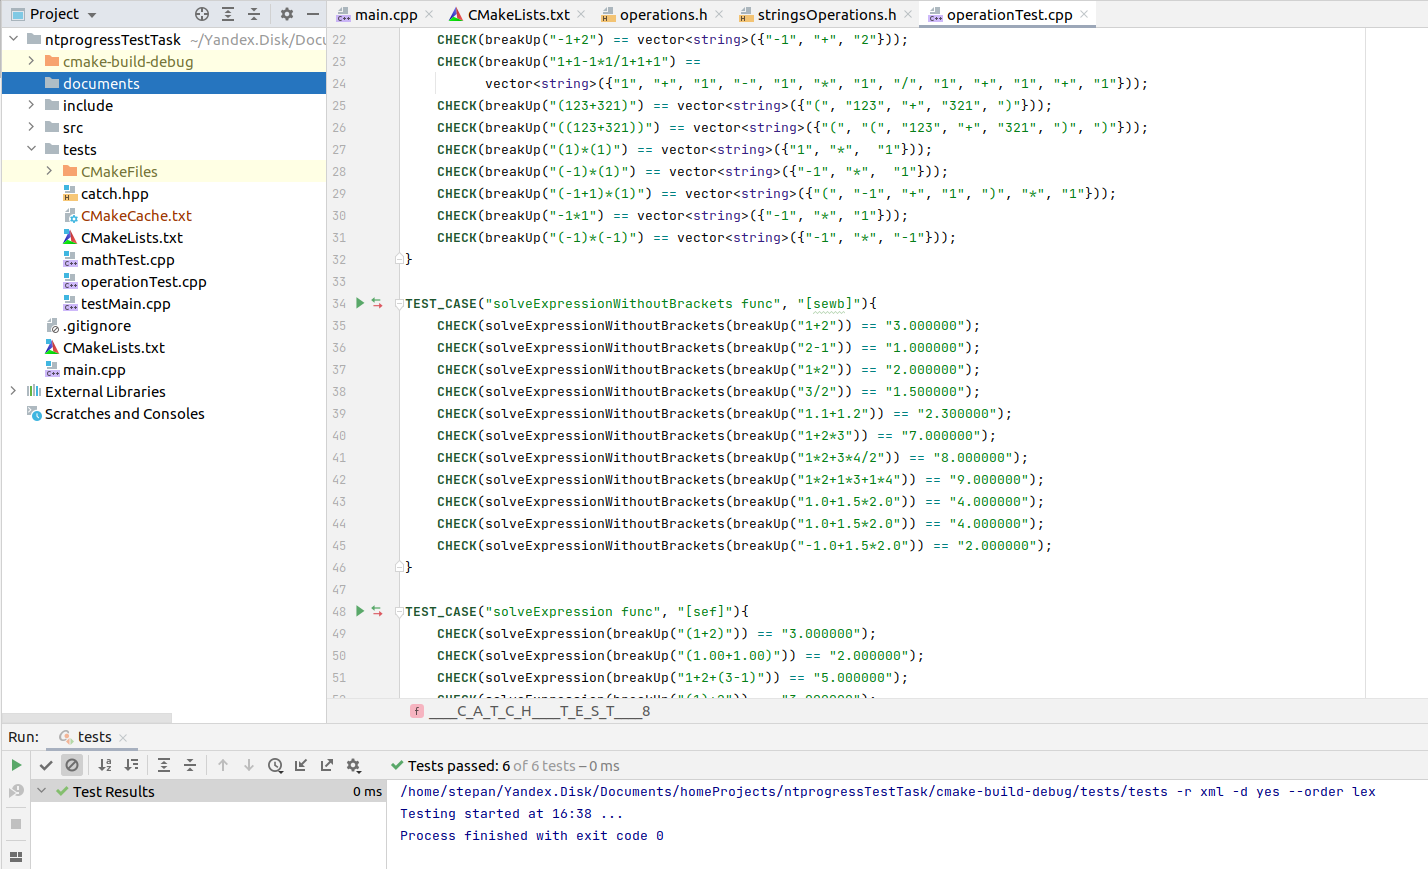 Project
main.cpp
CMakeLists.txt
operations.h
stringsOperations.h
operationTest.cpp
ntprogressTestTask ~/Yandex.Disk/Docu
cmake-build-debug
documents
include
src
tests
CMakeFiles
catch.hpp
CMakeCache.txt
CMakeLists.txt
mathTest.cpp
operationTest.cpp
testMain.cpp
.gitignore
CMakeLists.txt
main.cpp
External Libraries
Scratches and Consoles
22 CHECK(breakUp("-1+2") == vector<string>({"-1", "+", "2"}));
23 CHECK(breakUp("1+1-1*1/1+1+1") ==
24 vector<string>({"1", "+", "1", "-", "1", "*", "1", "/", "1", "+", "1", "+", "1"}));
25 CHECK(breakUp("(123+321)") == vector<string>({"(", "123", "+", "321", ")"}));
26 CHECK(breakUp("((123+321))") == vector<string>({"(", "(", "123", "+", "321", ")", ")"}));
27 CHECK(breakUp("(1)*(1)") == vector<string>({"1", "*",  "1"}));
28 CHECK(breakUp("(-1)*(1)") == vector<string>({"-1", "*",  "1"}));
29 CHECK(breakUp("(-1+1)*(1)") == vector<string>({"(", "-1", "+", "1", ")", "*", "1"}));
30 CHECK(breakUp("-1*1") == vector<string>({"-1", "*", "1"}));
31 CHECK(breakUp("(-1)*(-1)") == vector<string>({"-1", "*", "-1"}));
32 }
33
34 TEST_CASE("solveExpressionWithoutBrackets func", "[sewb]"){
35 CHECK(solveExpressionWithoutBrackets(breakUp("1+2")) == "3.000000");
36 CHECK(solveExpressionWithoutBrackets(breakUp("2-1")) == "1.000000");
37 CHECK(solveExpressionWithoutBrackets(breakUp("1*2")) == "2.000000");
38 CHECK(solveExpressionWithoutBrackets(breakUp("3/2")) == "1.500000");
39 CHECK(solveExpressionWithoutBrackets(breakUp("1.1+1.2")) == "2.300000");
40 CHECK(solveExpressionWithoutBrackets(breakUp("1+2*3")) == "7.000000");
41 CHECK(solveExpressionWithoutBrackets(breakUp("1*2+3*4/2")) == "8.000000");
42 CHECK(solveExpressionWithoutBrackets(breakUp("1*2+1*3+1*4")) == "9.000000");
43 CHECK(solveExpressionWithoutBrackets(breakUp("1.0+1.5*2.0")) == "4.000000");
44 CHECK(solveExpressionWithoutBrackets(breakUp("1.0+1.5*2.0")) == "4.000000");
45 CHECK(solveExpressionWithoutBrackets(breakUp("-1.0+1.5*2.0")) == "2.000000");
46 }
47
48 TEST_CASE("solveExpression func", "[sef]"){
49 CHECK(solveExpression(breakUp("(1+2)")) == "3.000000");
50 CHECK(solveExpression(breakUp("(1.00+1.00)")) == "2.000000");
51 CHECK(solveExpression(breakUp("1+2+(3-1)")) == "5.000000");
f ____C_A_T_C_H____T_E_S_T____8
Run: tests
Tests passed: 6 of 6 tests – 0 ms
Test Results 0 ms
/home/stepan/Yandex.Disk/Documents/homeProjects/ntprogressTestTask/cmake-build-debug/tests/tests -r xml -d yes --order lex
Testing started at 16:38 ...
Process finished with exit code 0